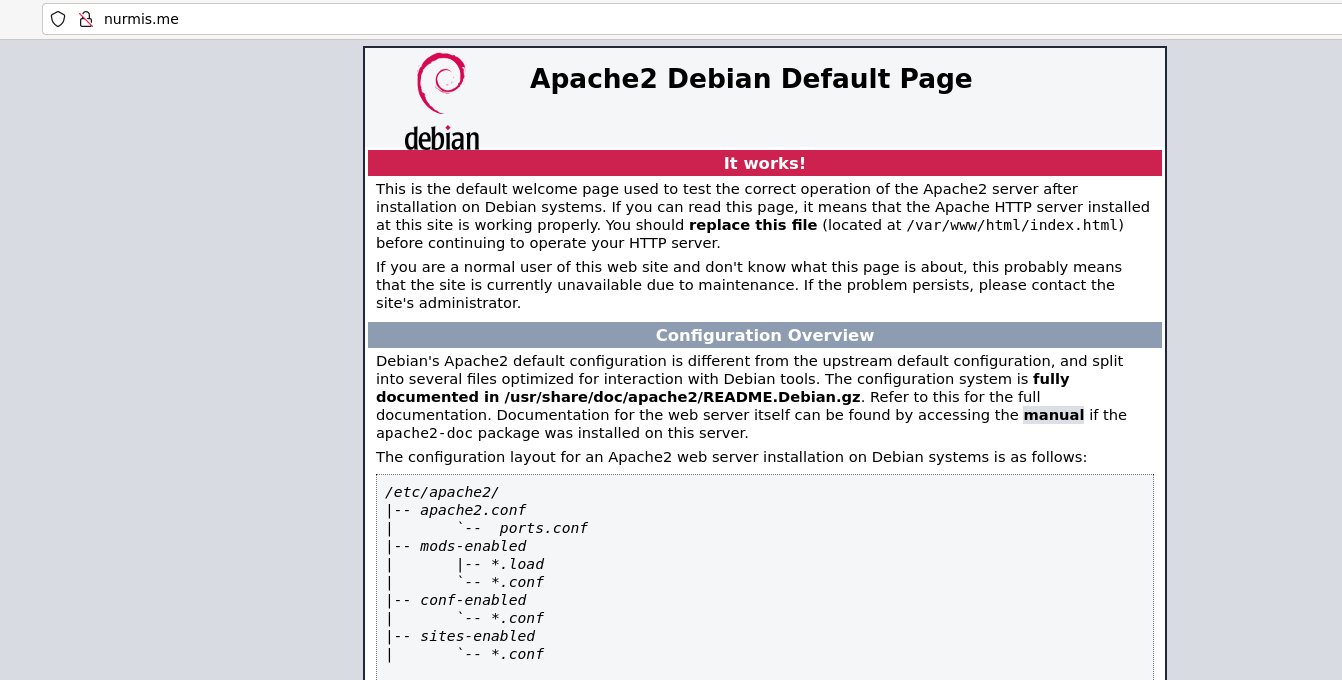 nurmis.me
Apache2 Debian Default Page
debian
It works!
This is the default welcome page used to test the correct operation of the Apache2 server after
installation on Debian systems. If you can read this page, it means that the Apache HTTP server installed
at this site is working properly. You should replace this file (located at /var/www/html/index.html)
before continuing to operate your HTTP server.
If you are a normal user of this web site and don't know what this page is about, this probably means
that the site is currently unavailable due to maintenance. If the problem persists, please contact the
site's administrator.
Configuration Overview
Debian's Apache2 default configuration is different from the upstream default configuration, and split
into several files optimized for interaction with Debian tools. The configuration system is fully
documented in /usr/share/doc/apache2/README.Debian.gz. Refer to this for the full
documentation. Documentation for the web server itself can be found by accessing the manual if the
apache2-doc package was installed on this server.
The configuration layout for an Apache2 web server installation on Debian systems is as follows:
/etc/apache2/
|-- apache2.conf
|       `--  ports.conf
|-- mods-enabled
|       |-- *.load
|       `-- *.conf
|-- conf-enabled
|       `-- *.conf
|-- sites-enabled
|       `-- *.conf